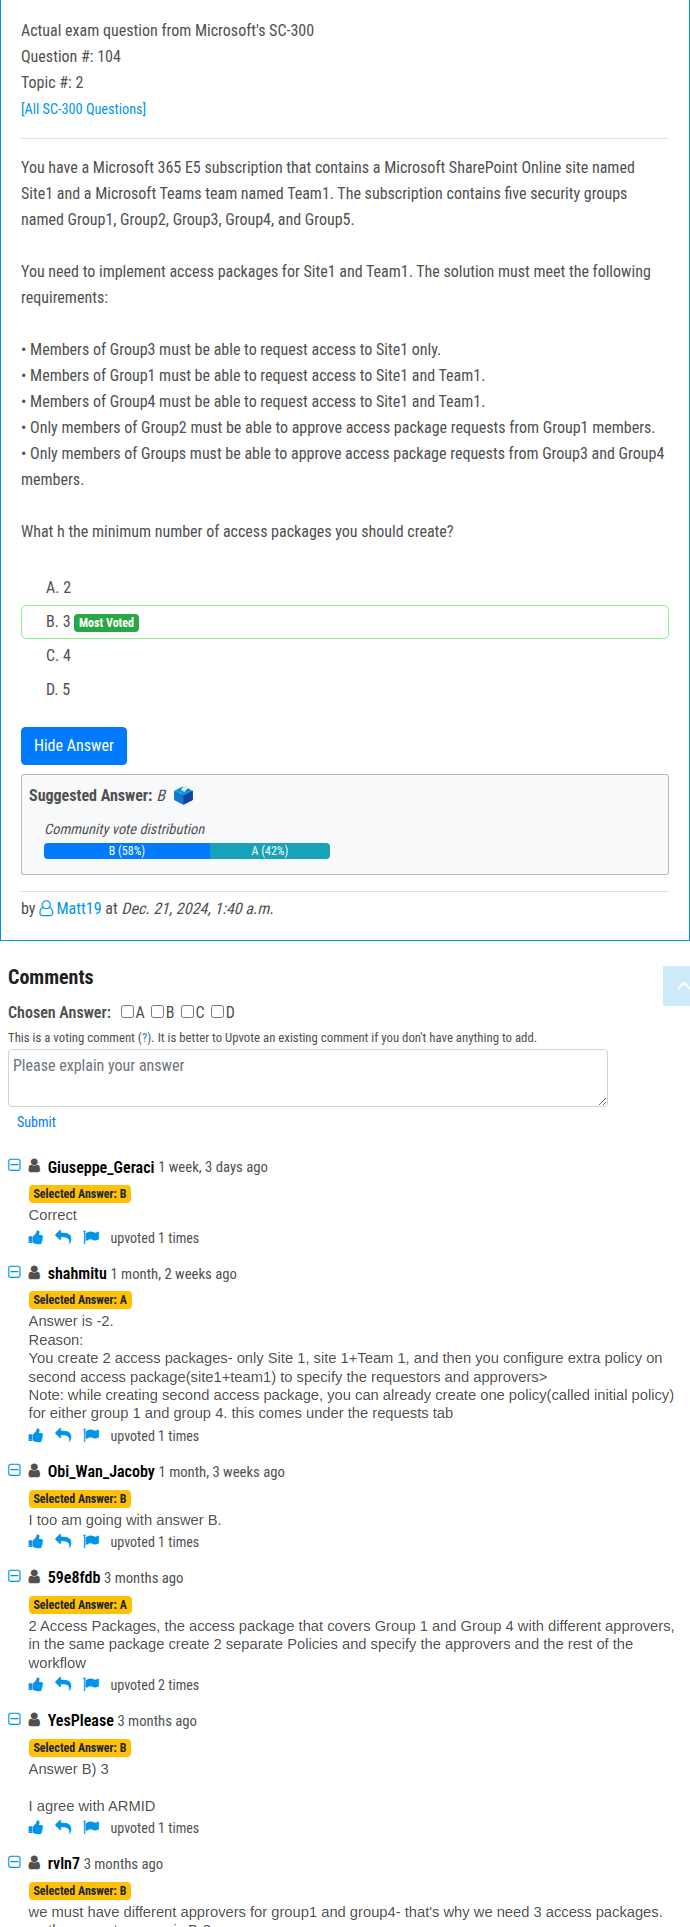 Actual exam question from Microsoft's SC-300
Question #: 104
Topic #: 2
[All SC-300 Questions]
You have a Microsoft 365 E5 subscription that contains a Microsoft SharePoint Online site named
Site1 and a Microsoft Teams team named Team1. The subscription contains five security groups
named Group1, Group2, Group3, Group4, and Group5.
You need to implement access packages for Site1 and Team1. The solution must meet the following
requirements:
• Members of Group3 must be able to request access to Site1 only.
• Members of Group1 must be able to request access to Site1 and Team1.
• Members of Group4 must be able to request access to Site1 and Team1.
• Only members of Group2 must be able to approve access package requests from Group1 members.
• Only members of Groups must be able to approve access package requests from Group3 and Group4
members.
What h the minimum number of access packages you should create?
A. 2
B. 3 Most Voted
C. 4
D. 5
Hide Answer
Suggested Answer: B
Community vote distribution
B (58%) A (42%)
by Matt19 at Dec. 21, 2024, 1:40 a.m.
Comments
Chosen Answer: A B C D
This is a voting comment (?). It is better to Upvote an existing comment if you don't have anything to add.
Please explain your answer
Submit
Giuseppe_Geraci 1 week, 3 days ago
Selected Answer: B
Correct
upvoted 1 times
shahmitu 1 month, 2 weeks ago
Selected Answer: A
Answer is -2.
Reason:
You create 2 access packages- only Site 1, site 1+Team 1, and then you configure extra policy on
second access package(site1+team1) to specify the requestors and approvers>
Note: while creating second access package, you can already create one policy(called initial policy)
for either group 1 and group 4. this comes under the requests tab
upvoted 1 times
Obi_Wan_Jacoby 1 month, 3 weeks ago
Selected Answer: B
I too am going with answer B.
upvoted 1 times
59e8fdb 3 months ago
Selected Answer: A
2 Access Packages, the access package that covers Group 1 and Group 4 with different approvers,
in the same package create 2 separate Policies and specify the approvers and the rest of the
workflow
upvoted 2 times
YesPlease 3 months ago
Selected Answer: B
Answer B) 3
I agree with ARMID
upvoted 1 times
rvln7 3 months ago
Selected Answer: B
we must have different approvers for group1 and group4- that's why we need 3 access packages.